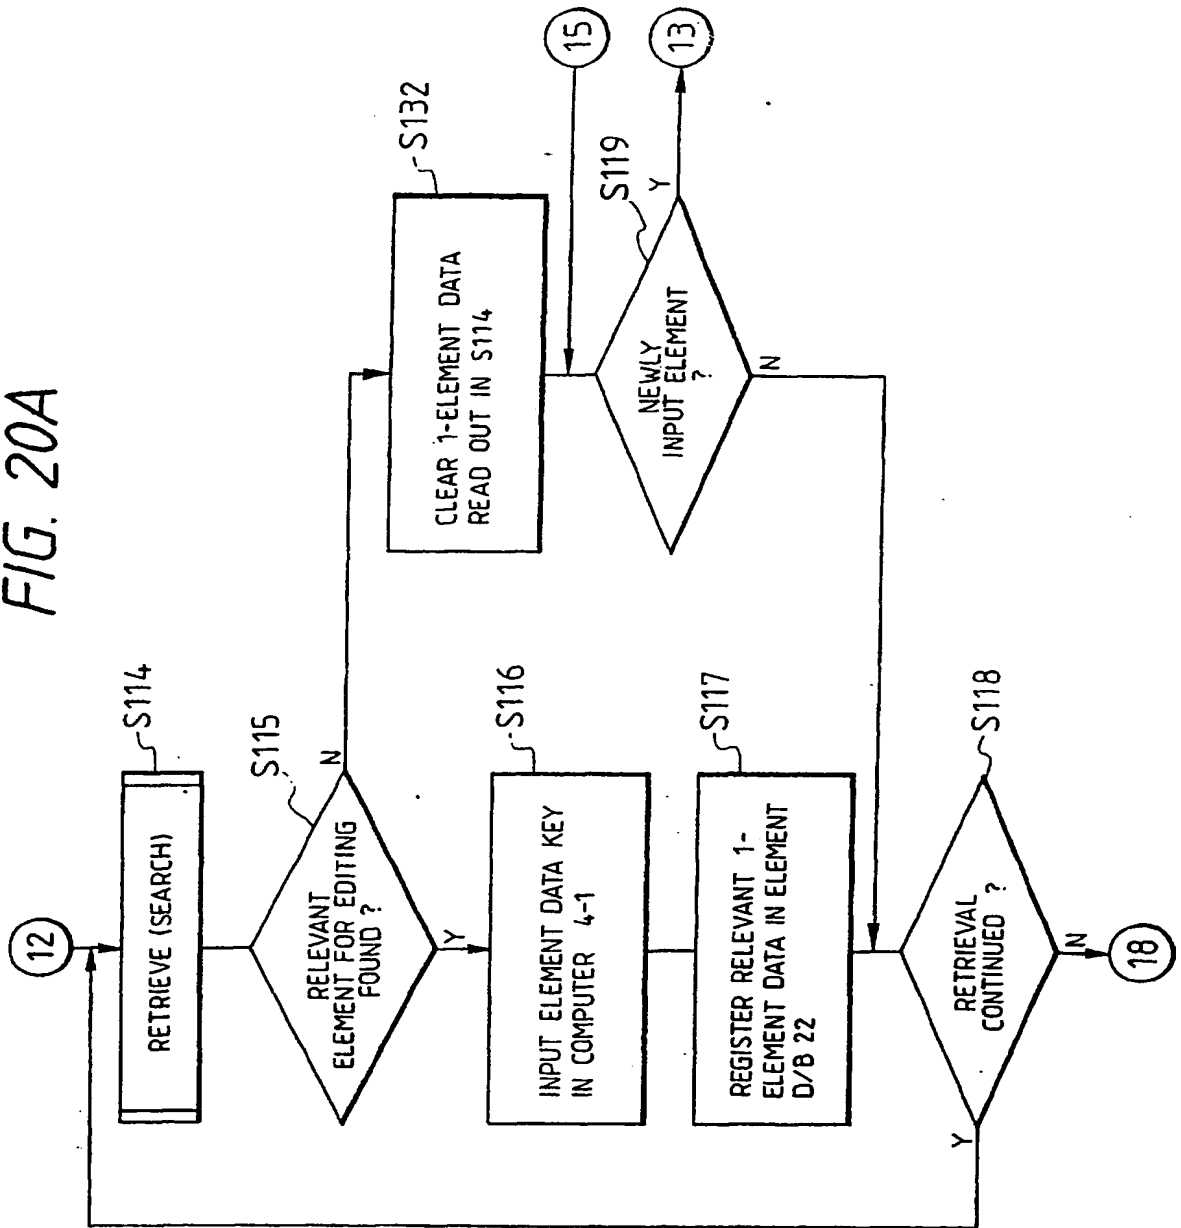 FIG. 20A
12
S114
RETRIEVE (SEARCH)
S115
RELEVANT
ELEMENT FOR EDITING
FOUND ?
N
Y
S116
INPUT ELEMENT DATA KEY
IN COMPUTER 4-1
S117
REGISTER RELEVANT 1-
ELEMENT DATA IN ELEMENT
D/B 22
S118
RETRIEVAL
CONTINUED ?
Y
N
18
S132
CLEAR 1-ELEMENT DATA
READ OUT IN S114
15
S119
NEWLY
INPUT ELEMENT
?
Y
13
N